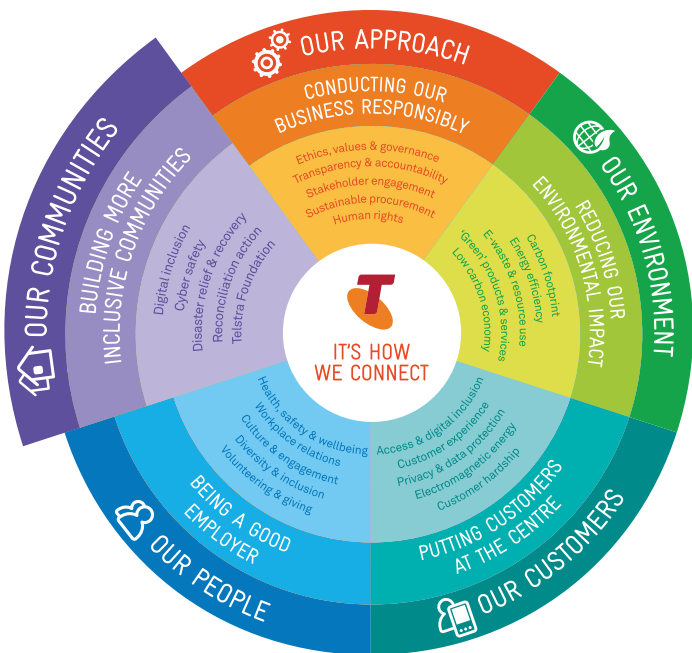 OUR APPROACH
CONDUCTING OUR
BUSINESS RESPONSIBLY
Ethics, values & governance
Transparency & accountability
Stakeholder engagement
Sustainable procurement
Human rights
OUR ENVIRONMENT
REDUCING OUR
ENVIRONMENTAL IMPACT
Carbon footprint
Energy efficiency
E-waste & resource use
'Green' products & services
Low carbon economy
OUR CUSTOMERS
PUTTING CUSTOMERS
AT THE CENTRE
Access & digital inclusion
Customer experience
Privacy & data protection
Electromagnetic energy
Customer hardship
OUR PEOPLE
BEING A GOOD
EMPLOYER
Health, safety & wellbeing
Workplace relations
Culture & engagement
Diversity & inclusion
Volunteering & giving
OUR COMMUNITIES
BUILDING MORE
INCLUSIVE COMMUNITIES
Digital inclusion
Cyber safety
Disaster relief & recovery
Reconciliation action
Telstra Foundation
T
IT'S HOW
WE CONNECT